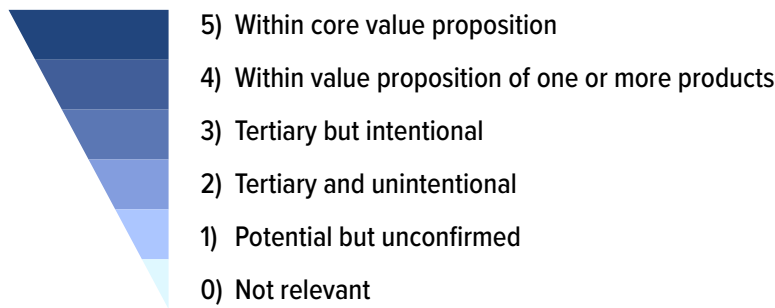 5) Within core value proposition
4) Within value proposition of one or more products
3) Tertiary but intentional
2) Tertiary and unintentional
1) Potential but unconfirmed
0) Not relevant